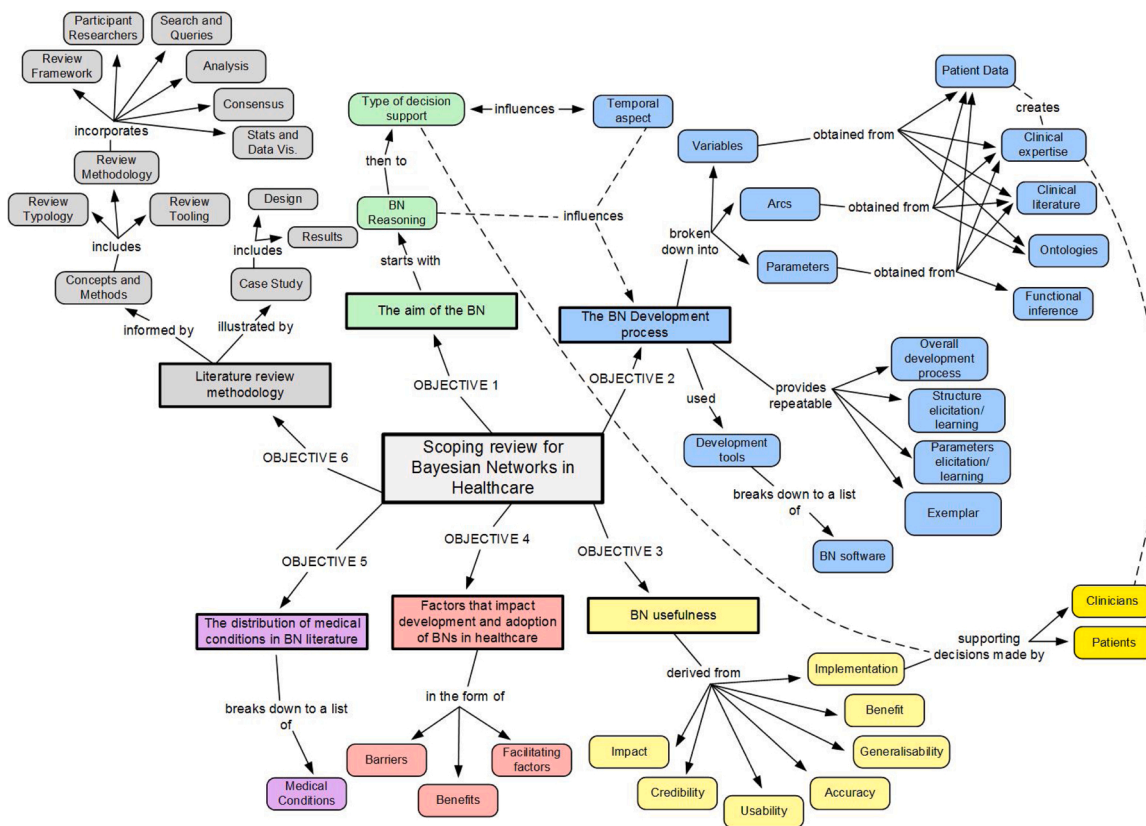 Participant
Researchers
Search and
Queries
Review
Framework
Analysis
Consensus
incorporates
Stats and
Data Vis.
Review
Methodology
Review
Typology
Review
Tooling
includes
Concepts and
Methods
Design
Results
includes
Case Study
informed by
illustrated by
Literature review
methodology
Type of decision
support
influences
Temporal
aspect
then to
BN
Reasoning
influences
starts with
The aim of the BN
The BN Development
process
OBJECTIVE 1
OBJECTIVE 2
Patient Data
creates
Variables
obtained from
Clinical
expertise
Arcs
obtained from
Clinical
literature
broken
down into
Parameters
obtained from
Ontologies
Functional
inference
Overall
development
process
provides
repeatable
Structure
elicitation/
learning
used
Development
tools
Parameters
elicitation/
learning
breaks down to a list
of
Exemplar
BN software
Scoping review for
Bayesian Networks in
Healthcare
OBJECTIVE 6
OBJECTIVE 5
OBJECTIVE 4
OBJECTIVE 3
The distribution of medical
conditions in BN literature
Factors that impact
development and adoption
of BNs in healthcare
BN usefulness
Clinicians
supporting
decisions made by
Patients
breaks down to a list
of
Medical
Conditions
in the form of
Barriers
Benefits
Facilitating
factors
derived from
Implementation
Benefit
Generalisability
Accuracy
Usability
Credibility
Impact